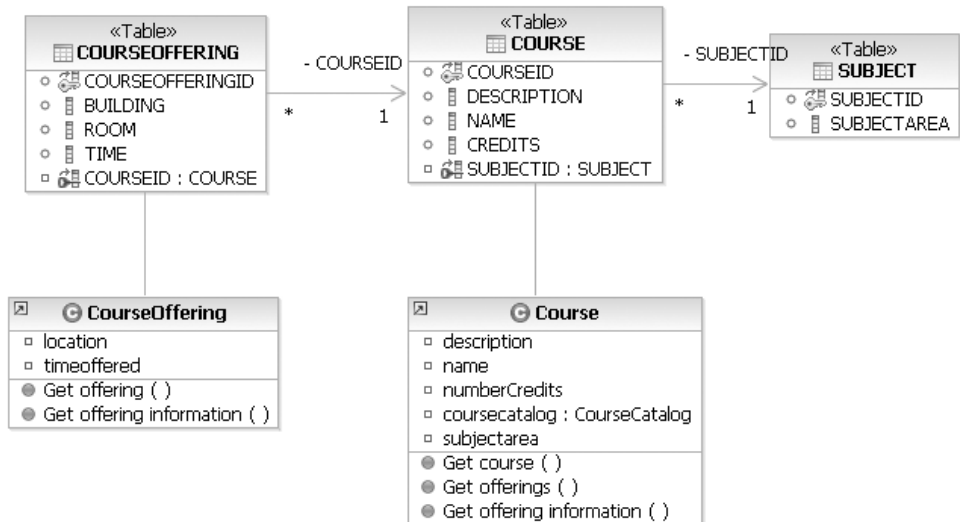 «Table»
COURSEOFFERING
COURSEOFFERINGID
BUILDING
ROOM
TIME
COURSEID : COURSE
- COURSEID
*
1
«Table»
COURSE
COURSEID
DESCRIPTION
NAME
CREDITS
SUBJECTID : SUBJECT
- SUBJECTID
*
1
«Table»
SUBJECT
SUBJECTID
SUBJECTAREA
C CourseOffering
location
timeoffered
Get offering ( )
Get offering information ( )
C Course
description
name
numberCredits
coursecatalog : CourseCatalog
subjectarea
Get course ( )
Get offerings ( )
Get offering information ( )